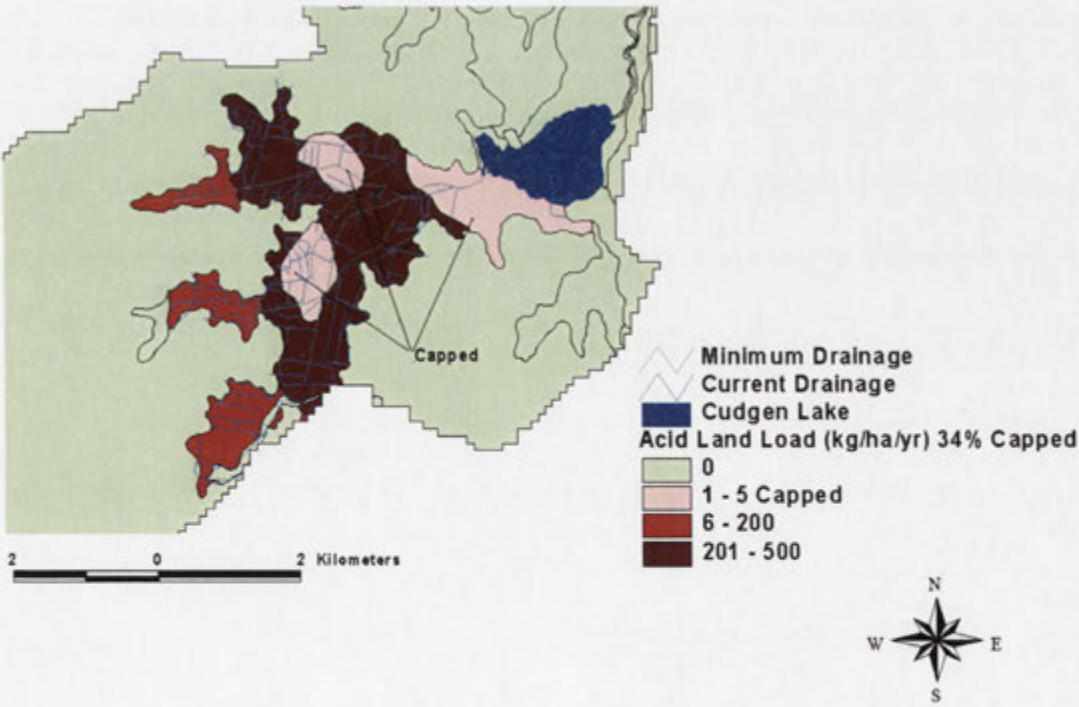 Capped
Minimum Drainage
Current Drainage
Cudgen Lake
Acid Land Load (kg/ha/yr) 34% Capped
0
1 - 5 Capped
6 - 200
201 - 500
2 0 2 Kilometers
N
W E
S